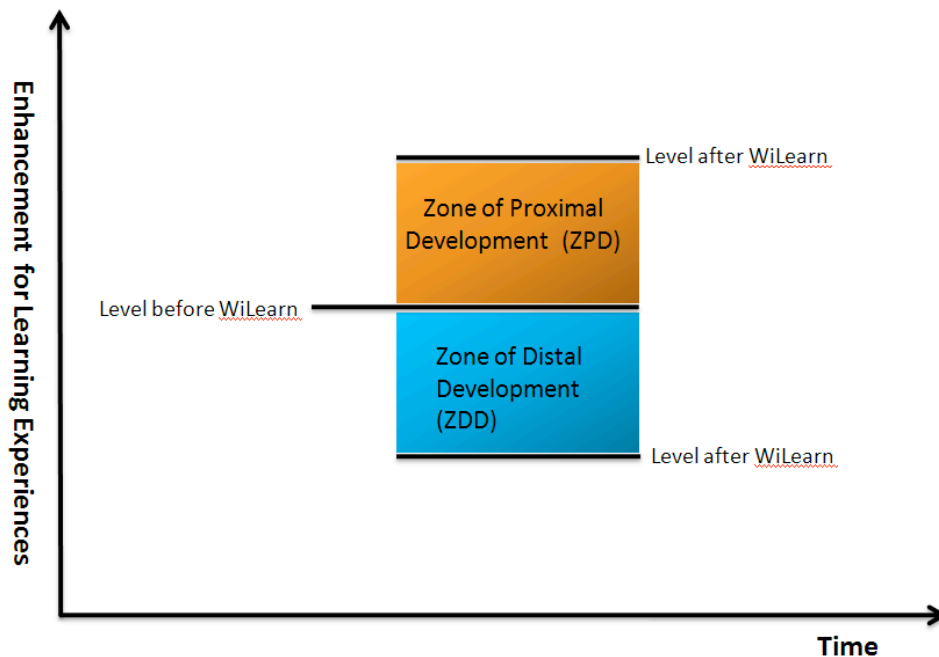 Enhancement for Learning Experiences
Level after WiLearn
Zone of Proximal
Development (ZPD)
Level before WiLearn
Zone of Distal
Development
(ZDD)
Level after WiLearn
Time